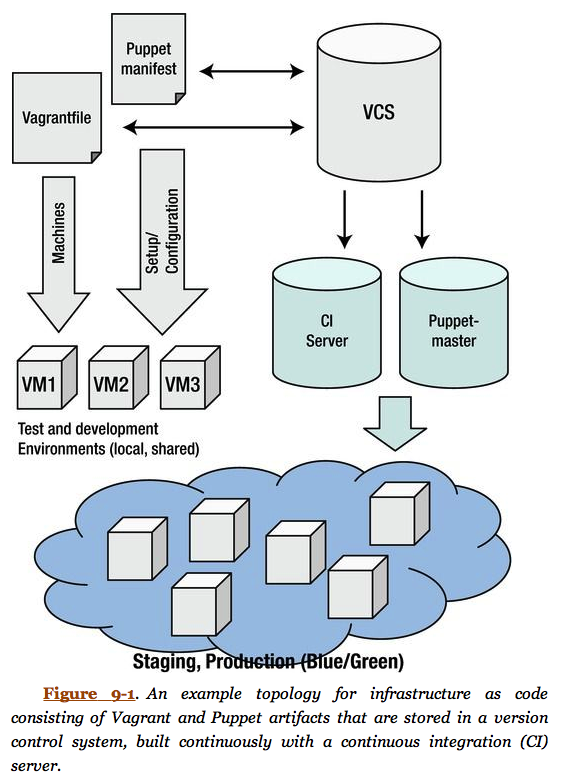 Puppet
manifest
Vagrantfile
VCS
Machines
Setup/
Configuration
CI
Server
Puppet-
master
VM1
VM2
VM3
Test and development
Environments (local, shared)
Staging, Production (Blue/Green)
Figure 9-1. An example topology for infrastructure as code
consisting of Vagrant and Puppet artifacts that are stored in a version
control system, built continuously with a continuous integration (CI)
server.